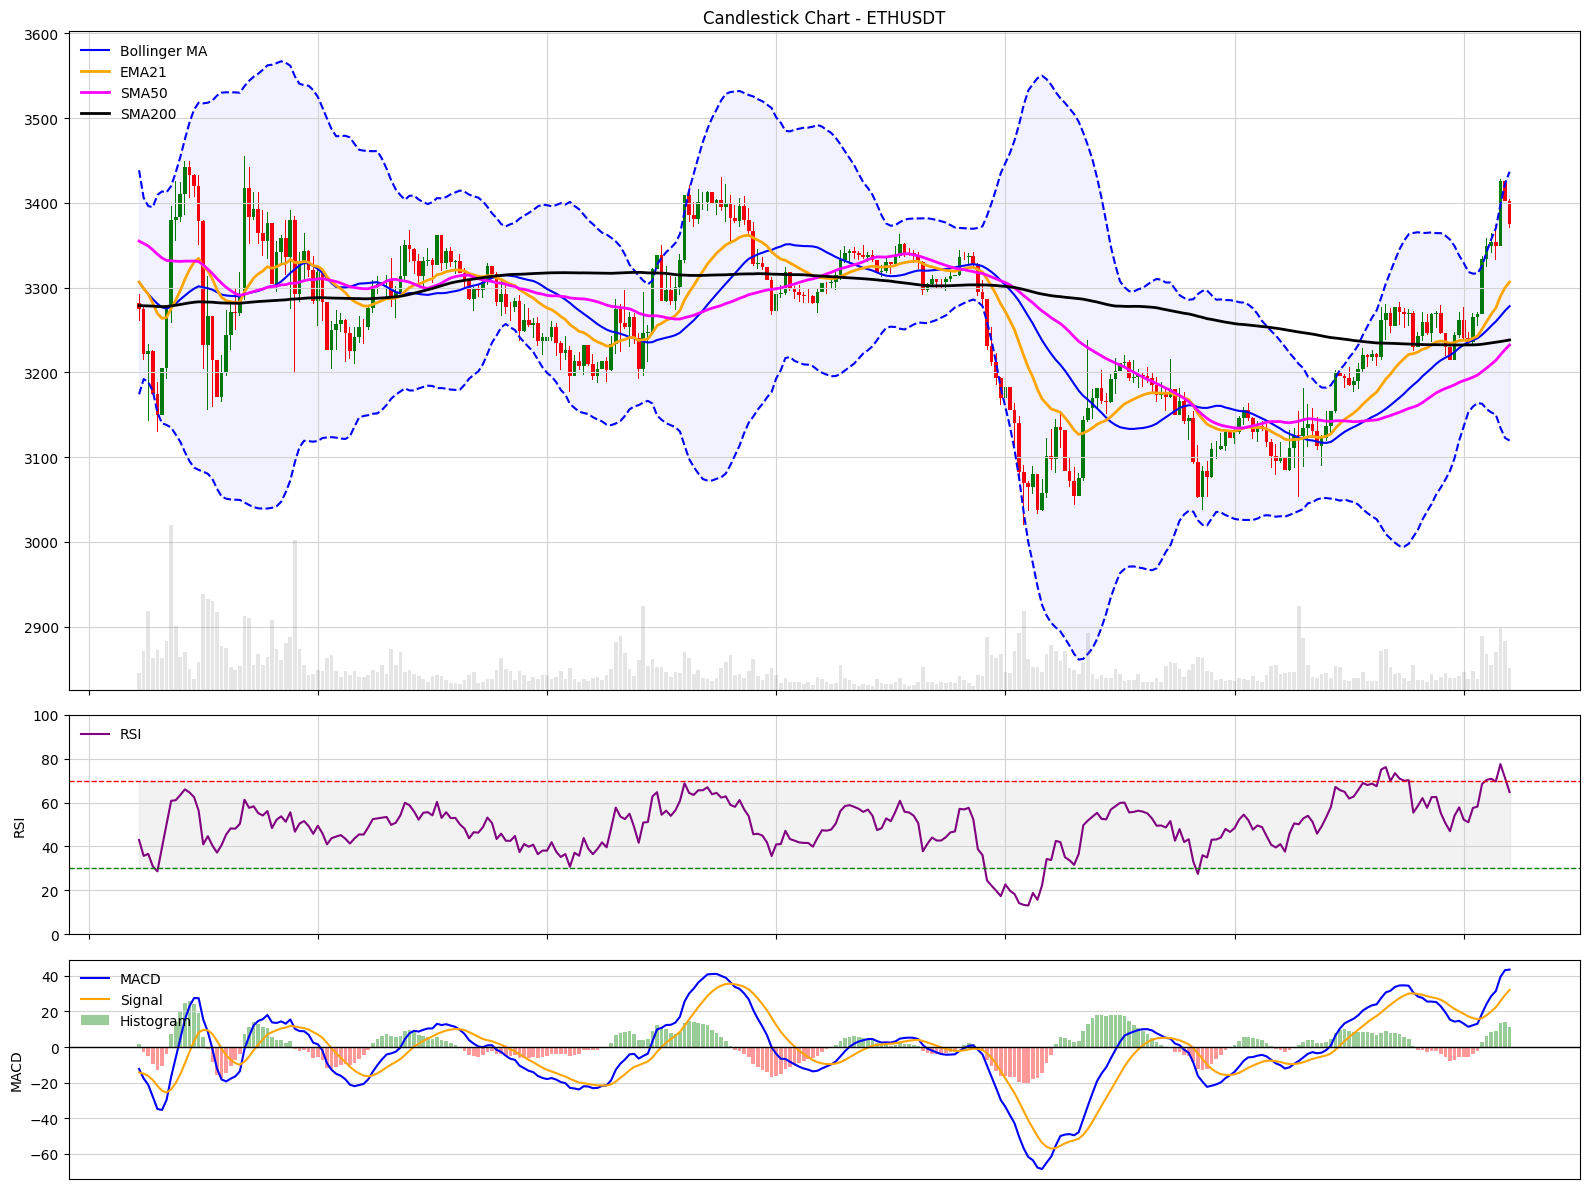 Candlestick Chart - ETHUSDT
Bollinger MA
EMA21
SMA50
SMA200
3600
3500
3400
3300
3200
3100
3000
2900
RSI
RSI
100
80
60
40
20
0
MACD
Signal
Histogram
MACD
40
20
0
−20
−40
−60